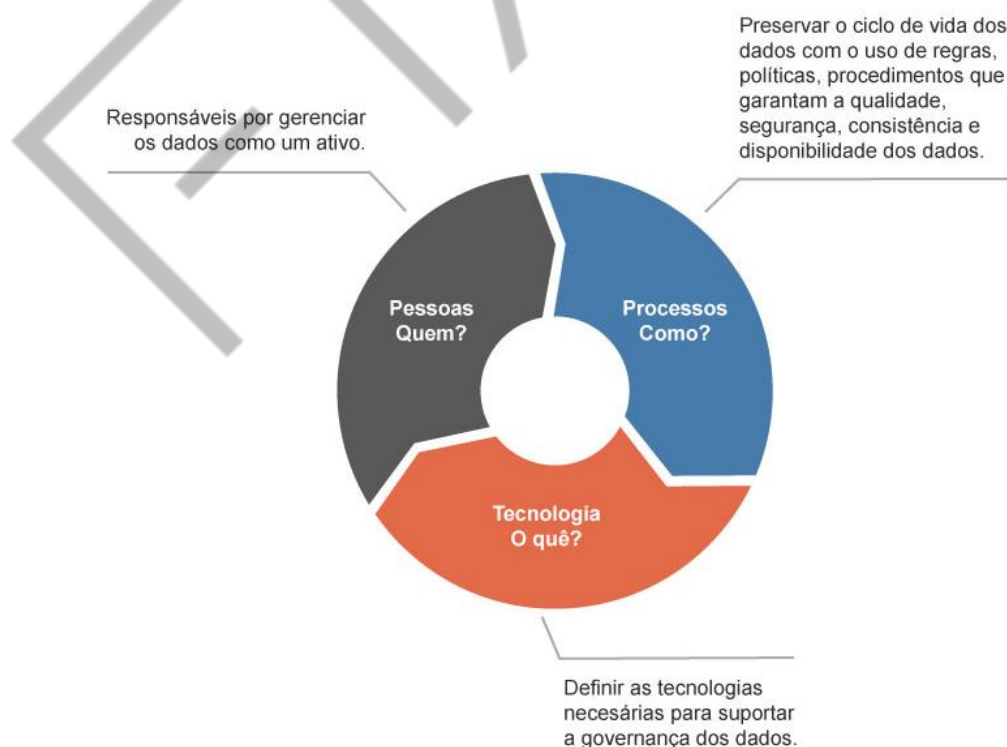 Preservar o ciclo de vida dos
dados com o uso de regras,
políticas, procedimentos que
garantam a qualidade,
segurança, consistência e
disponibilidade dos dados.
Responsáveis por gerenciar
os dados como um ativo.
Pessoas
Quem?
Processos
Como?
Tecnologia
O quê?
Definir as tecnologias
necesárias para suportar
a governança dos dados.